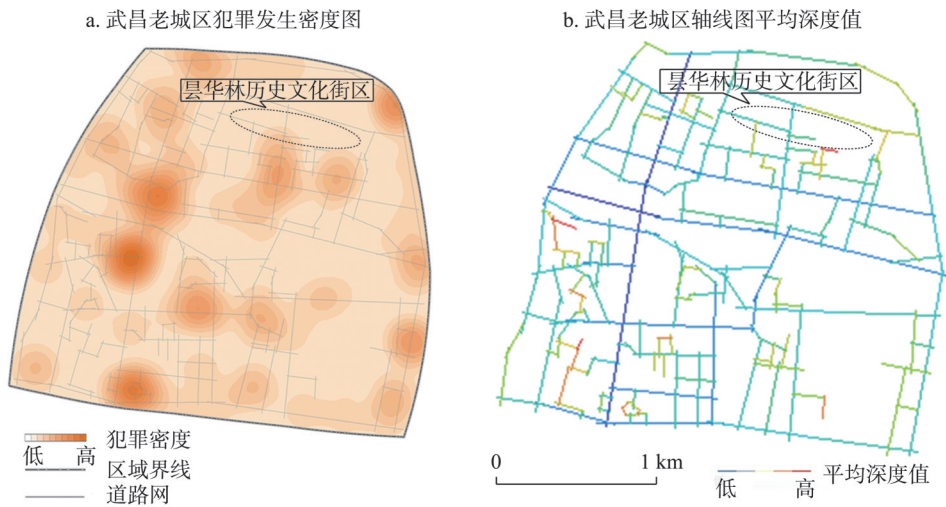 a. 武昌老城区犯罪发生密度图
昙华林历史文化街区
犯罪密度
低 高
区域界线
道路网
b. 武昌老城区轴线图平均深度值
昙华林历史文化街区
0 1 km
平均深度值
低 高